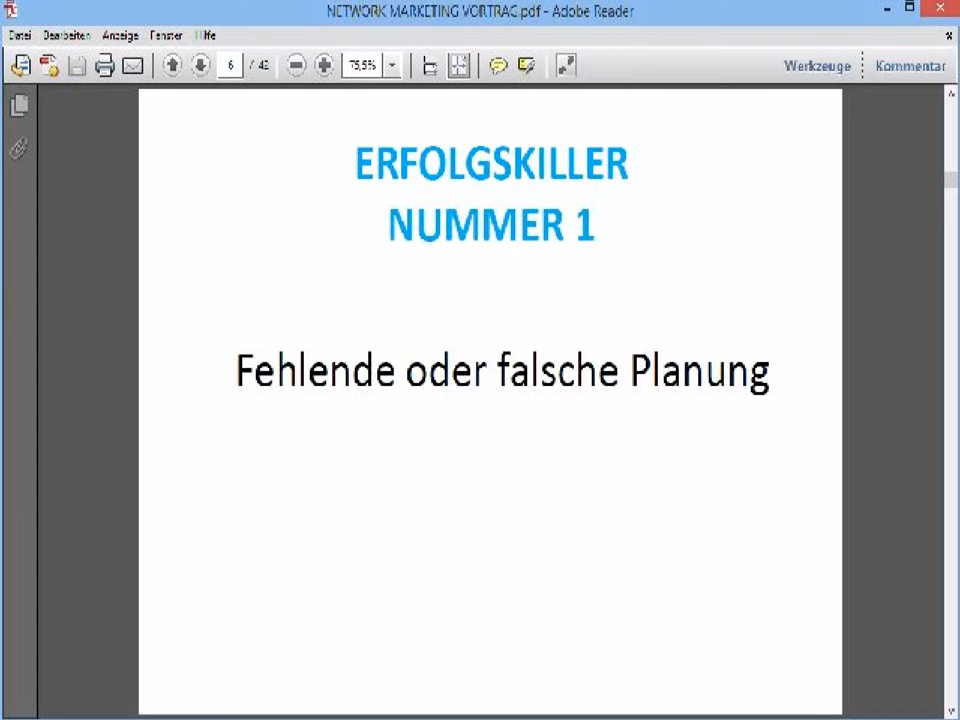 NETWORK MARKETING VORTRAG.pdf - Adobe Reader
Datei Bearbeiten Anzeige Fenster Hilfe
6 / 42 75,5% Werkzeuge Kommentar
ERFOLGSKILLER
NUMMER 1
Fehlende oder falsche Planung